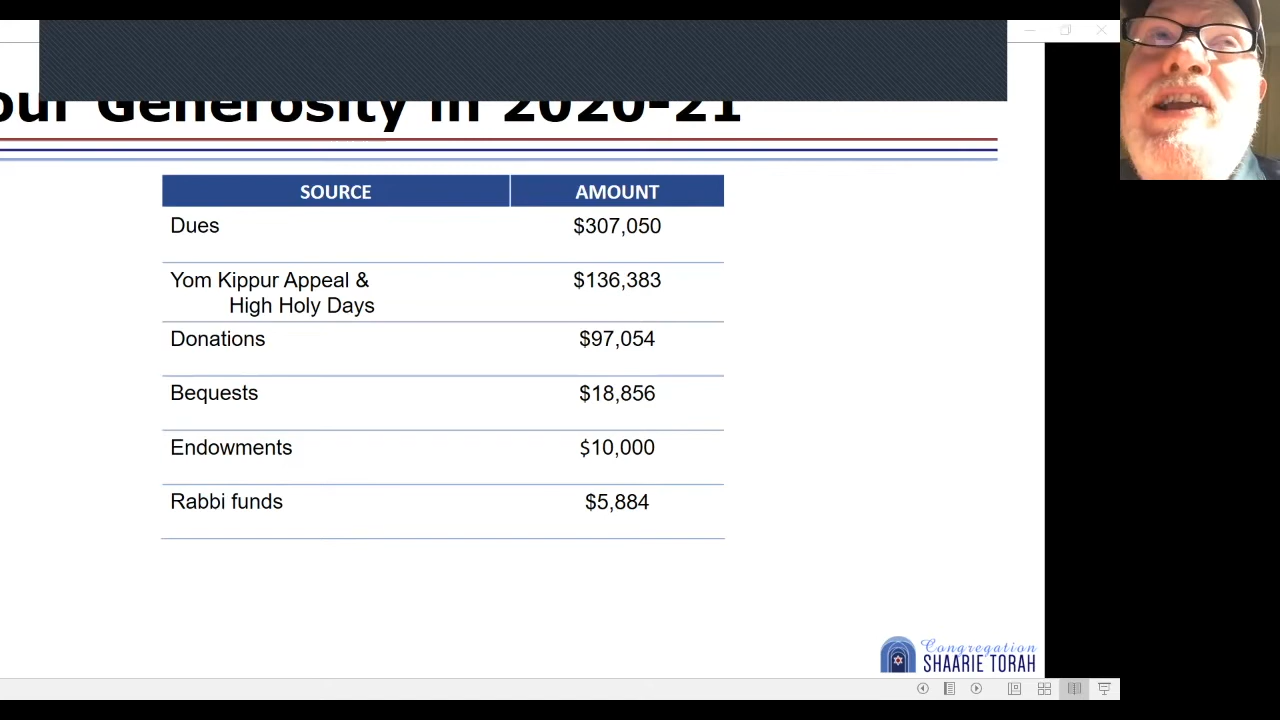 our Generosity in 2020-21
SOURCE AMOUNT
Dues $307,050
Yom Kippur Appeal & $136,383
High Holy Days
Donations $97,054
Bequests $18,856
Endowments $10,000
Rabbi funds $5,884
Congregation
SHAARIE TORAH